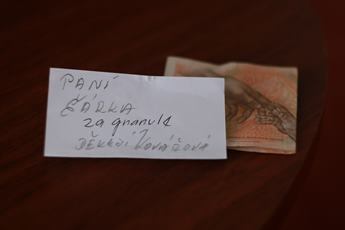 PANÍ
ŠÁRKA
za granule
DĚKUJI KOVÁŘOVÁ